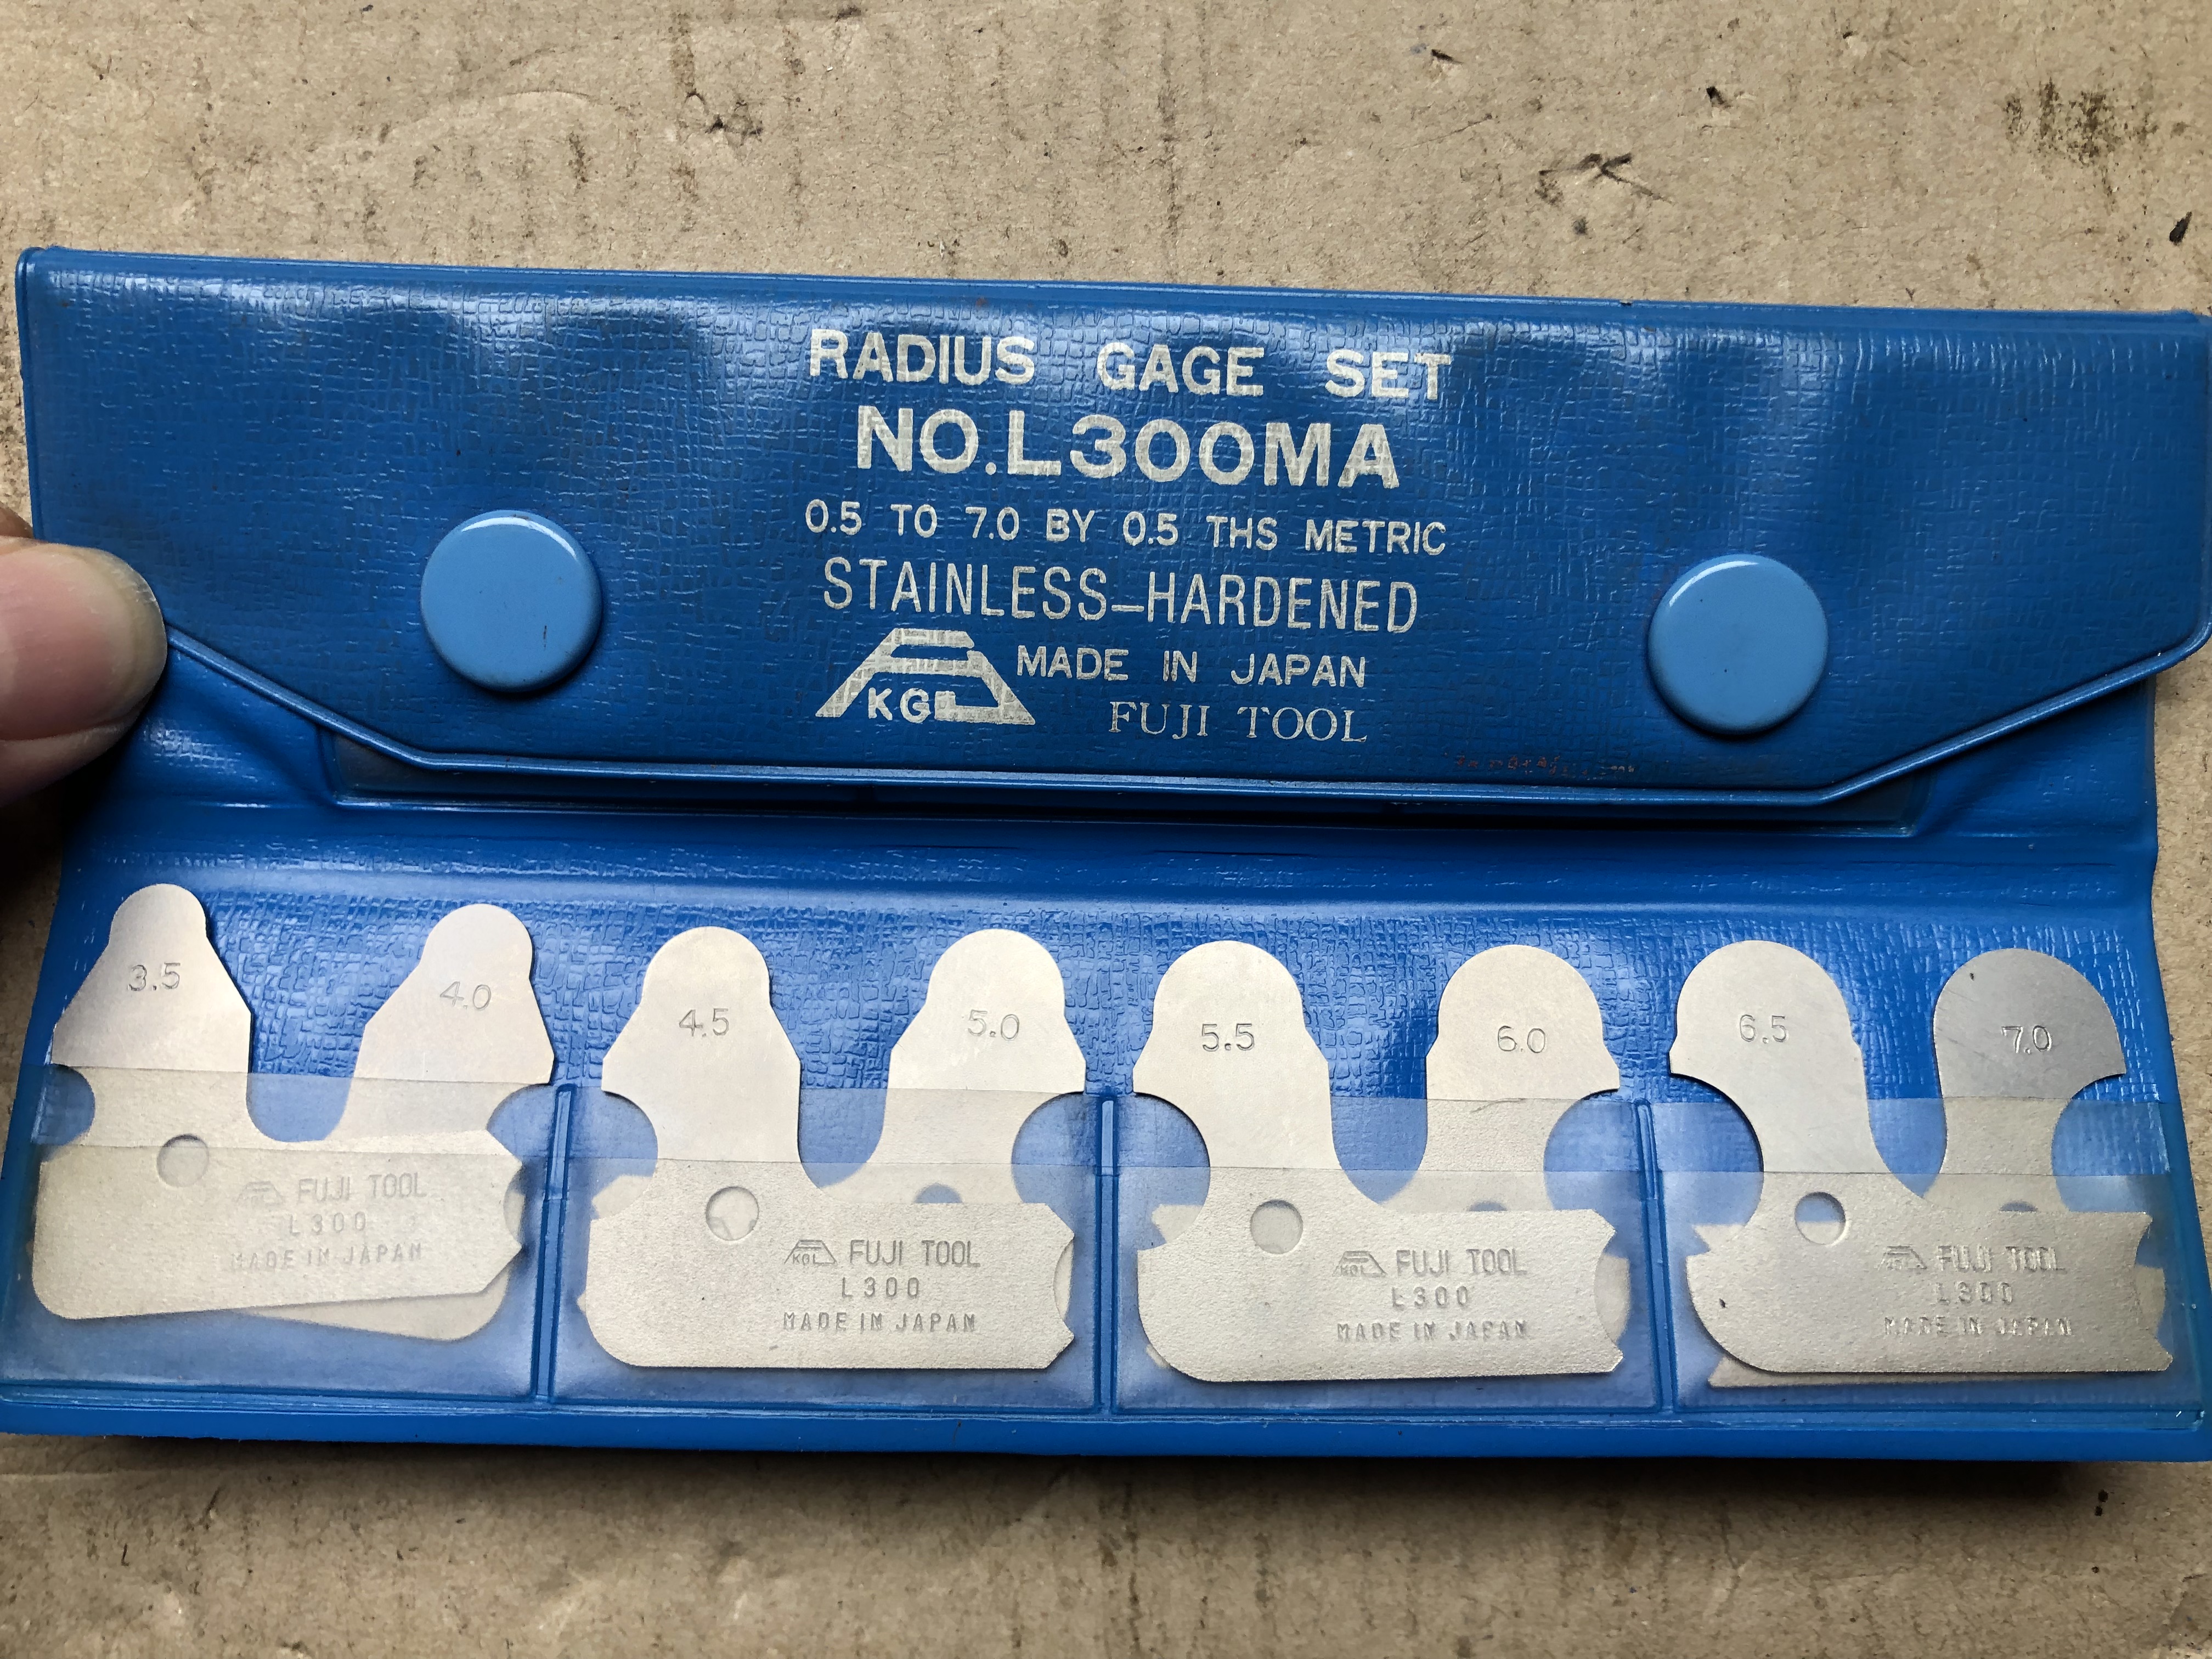 RADIUS GAGE SET
NO.L300MA
0.5 TO 7.0 BY 0.5 THS METRIC
STAINLESS-HARDENED
KGL MADE IN JAPAN
FUJI TOOL
3.5
4.0
4.5
5.0
5.5
6.0
6.5
7.0
FUJI TOOL
L300
MADE IN JAPAN
KGL FUJI TOOL
L300
MADE IN JAPAN
KGL FUJI TOOL
L300
MADE IN JAPAN
FUJI TOOL
L300
MADE IN JAPAN